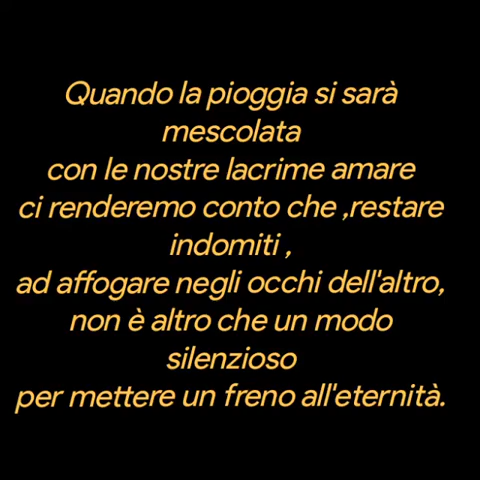 Quando la pioggia si sarà
mescolata
con le nostre lacrime amare
ci renderemo conto che ,restare
indomiti ,
ad affogare negli occhi dell'altro,
non è altro che un modo
silenzioso
per mettere un freno all'eternità.